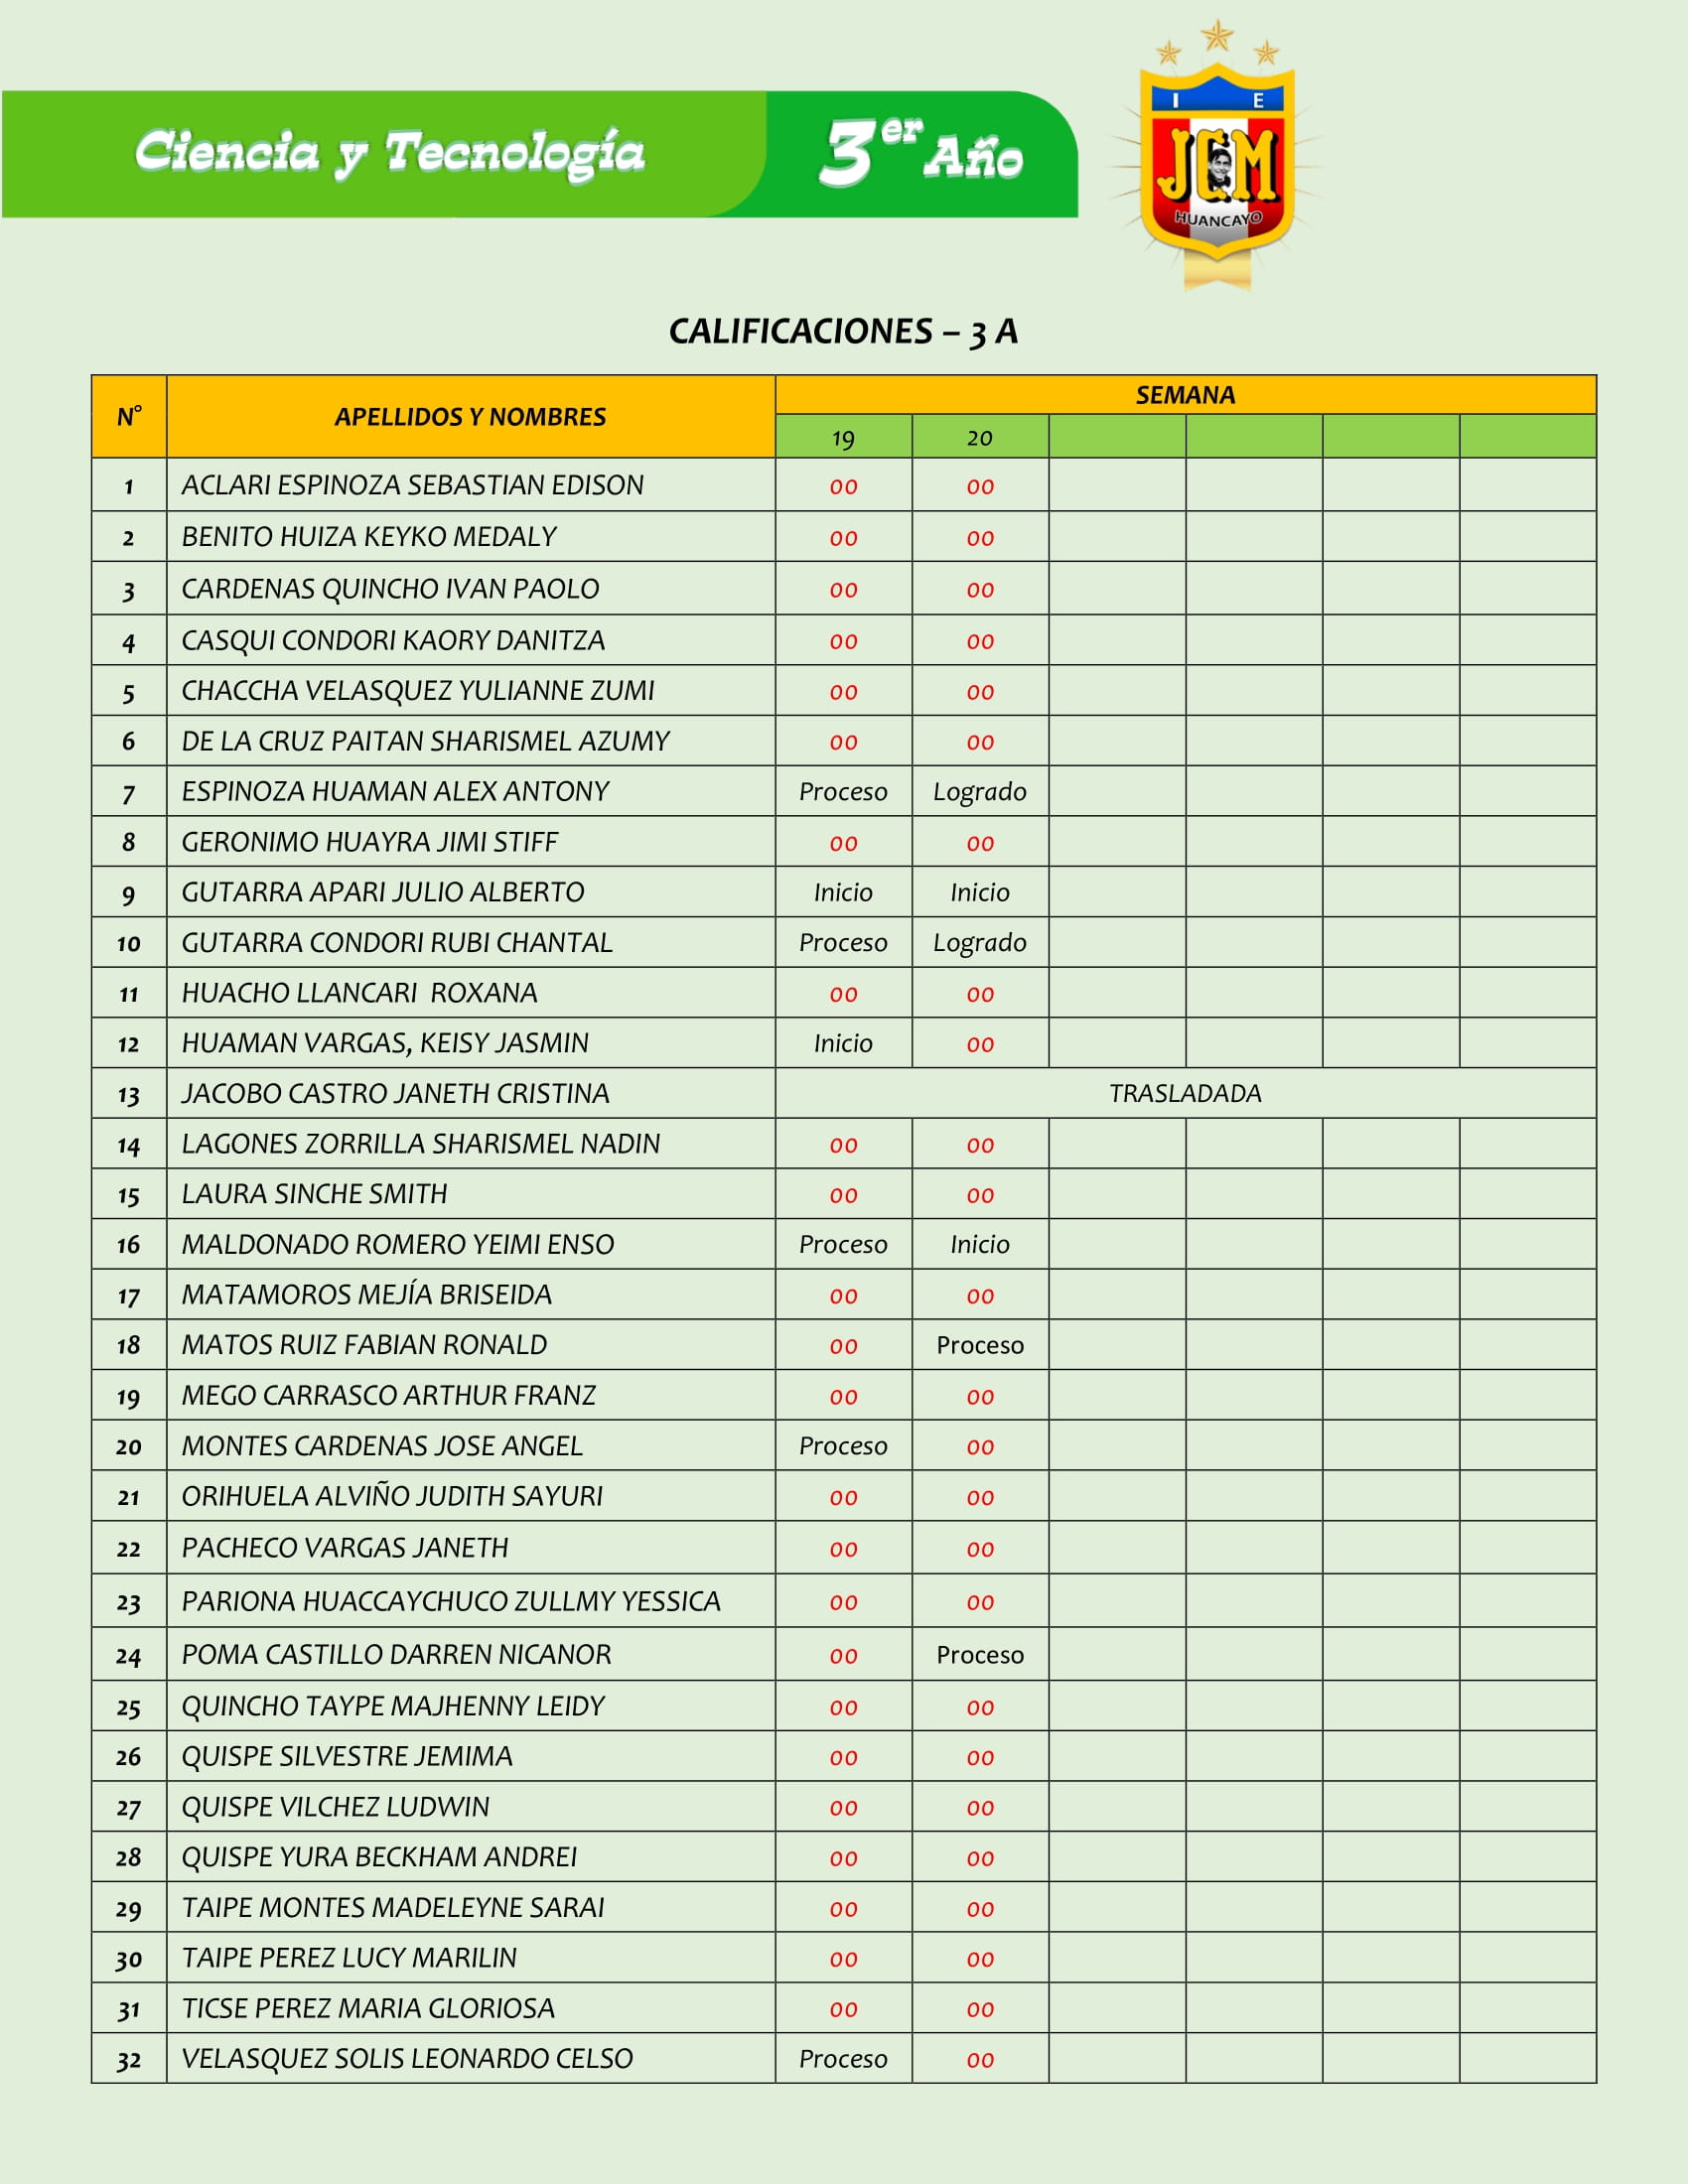 Ciencia y Tecnología 3er Año
I E
JCM
HUANCAYO
CALIFICACIONES – 3 A
N° APELLIDOS Y NOMBRES SEMANA
19 20
1 ACLARI ESPINOZA SEBASTIAN EDISON 00 00
2 BENITO HUIZA KEYKO MEDALY 00 00
3 CARDENAS QUINCHO IVAN PAOLO 00 00
4 CASQUI CONDORI KAORY DANITZA 00 00
5 CHACCHA VELASQUEZ YULIANNE ZUMI 00 00
6 DE LA CRUZ PAITAN SHARISMEL AZUMY 00 00
7 ESPINOZA HUAMAN ALEX ANTONY Proceso Logrado
8 GERONIMO HUAYRA JIMI STIFF 00 00
9 GUTARRA APARI JULIO ALBERTO Inicio Inicio
10 GUTARRA CONDORI RUBI CHANTAL Proceso Logrado
11 HUACHO LLANCARI ROXANA 00 00
12 HUAMAN VARGAS, KEISY JASMIN Inicio 00
13 JACOBO CASTRO JANETH CRISTINA TRASLADADA
14 LAGONES ZORRILLA SHARISMEL NADIN 00 00
15 LAURA SINCHE SMITH 00 00
16 MALDONADO ROMERO YEIMI ENSO Proceso Inicio
17 MATAMOROS MEJÍA BRISEIDA 00 00
18 MATOS RUIZ FABIAN RONALD 00 Proceso
19 MEGO CARRASCO ARTHUR FRANZ 00 00
20 MONTES CARDENAS JOSE ANGEL Proceso 00
21 ORIHUELA ALVIÑO JUDITH SAYURI 00 00
22 PACHECO VARGAS JANETH 00 00
23 PARIONA HUACCAYCHUCO ZULLMY YESSICA 00 00
24 POMA CASTILLO DARREN NICANOR 00 Proceso
25 QUINCHO TAYPE MAJHENNY LEIDY 00 00
26 QUISPE SILVESTRE JEMIMA 00 00
27 QUISPE VILCHEZ LUDWIN 00 00
28 QUISPE YURA BECKHAM ANDREI 00 00
29 TAIPE MONTES MADELEYNE SARAI 00 00
30 TAIPE PEREZ LUCY MARILIN 00 00
31 TICSE PEREZ MARIA GLORIOSA 00 00
32 VELASQUEZ SOLIS LEONARDO CELSO Proceso 00